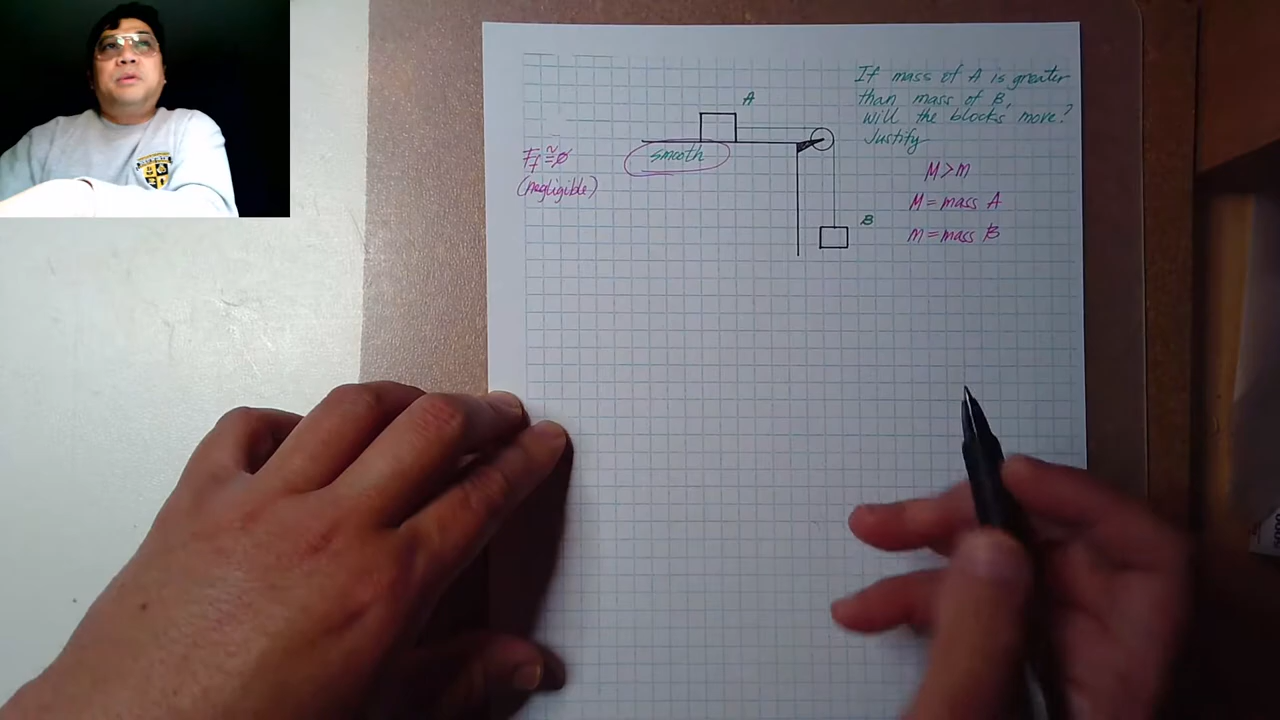 If mass of A is greater
than mass of B,
will the blocks move?
Justify
A
smooth
Ff ≅ 0
(negligible)
B
M > m
M = mass A
m = mass B